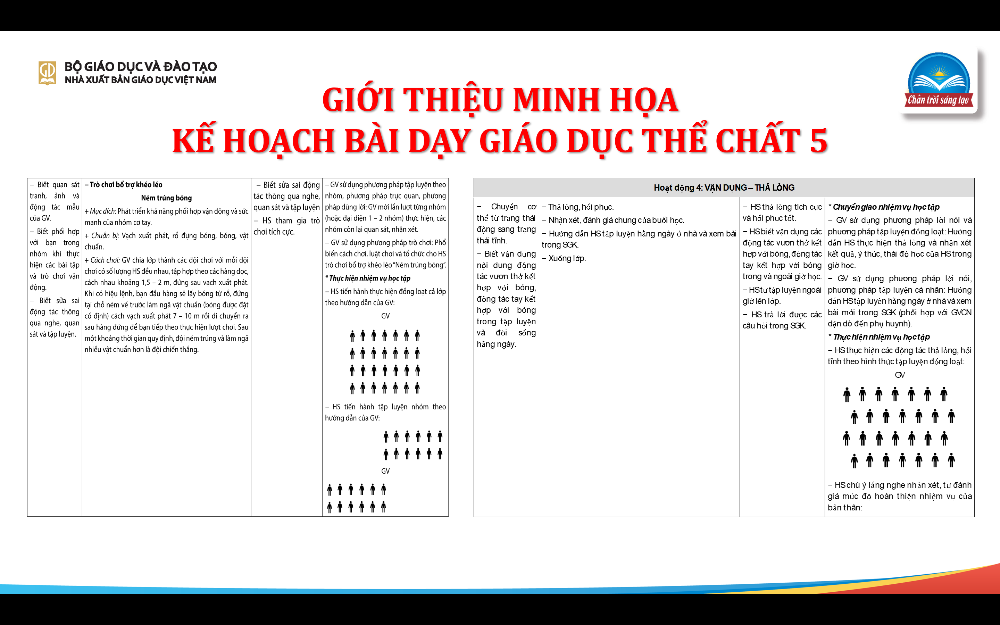 BỘ GIÁO DỤC VÀ ĐÀO TẠO
NHÀ XUẤT BẢN GIÁO DỤC VIỆT NAM
Chân trời sáng tạo
GIỚI THIỆU MINH HỌA
KẾ HOẠCH BÀI DẠY GIÁO DỤC THỂ CHẤT 5
– Biết quan sát
tranh, ảnh và
động tác mẫu
của GV.
– Biết phối hợp
với bạn trong
nhóm khi thực
hiện các bài tập
và trò chơi vận
động.
– Biết sửa sai
động tác thông
qua nghe, quan
sát và tập luyện.
– Trò chơi bổ trợ khéo léo
Ném trúng bóng
+ Mục đích: Phát triển khả năng phối hợp vận động và sức
mạnh của nhóm cơ tay.
+ Chuẩn bị: Vạch xuất phát, rổ đựng bóng, bóng, vật
chuẩn.
+ Cách chơi: GV chia lớp thành các đội chơi với mỗi đội
chơi có số lượng HS đều nhau, tập hợp theo các hàng dọc,
cách nhau khoảng 1,5 – 2 m, đứng sau vạch xuất phát.
Khi có hiệu lệnh, bạn đầu hàng sẽ lấy bóng từ rổ, đứng
tại chỗ ném về trước làm ngã vật chuẩn (bóng được đặt
cố định) cách vạch xuất phát 7 – 10 m rồi di chuyển ra
sau hàng đứng để bạn tiếp theo thực hiện lượt chơi. Sau
một khoảng thời gian quy định, đội ném trúng và làm ngã
nhiều vật chuẩn hơn là đội chiến thắng.
– Biết sửa sai động
tác thông qua nghe,
quan sát và tập luyện
– HS tham gia trò
chơi tích cực.
– GV sử dụng phương pháp tập luyện theo
nhóm, phương pháp trực quan, phương
pháp dùng lời: GV mời lần lượt từng nhóm
(hoặc đại diện 1 – 2 nhóm) thực hiện, các
nhóm còn lại quan sát, nhận xét.
– GV sử dụng phương pháp trò chơi: Phổ
biến cách chơi, luật chơi và tổ chức cho HS
trò chơi bổ trợ khéo léo “Ném trúng bóng”.
* Thực hiện nhiệm vụ học tập
– HS tiến hành thực hiện đồng loạt cả lớp
theo hướng dẫn của GV:
GV
– HS tiến hành tập luyện nhóm theo
hướng dẫn của GV:
GV
Hoạt động 4: VẬN DỤNG – THẢ LỎNG
– Chuyển cơ
thể từ trạng thái
động sang trạng
thái tĩnh.
– Biết vận dụng
nội dung động
tác vươn thở kết
hợp với bóng,
động tác tay kết
hợp với bóng
trong tập luyện
và đời sống
hằng ngày.
– Thả lỏng, hồi phục.
– Nhận xét, đánh giá chung của buổi học.
– Hướng dẫn HS tập luyện hằng ngày ở nhà và xem bài
trong SGK.
– Xuống lớp.
– HS thả lỏng tích cực
và hồi phục tốt.
– HS biết vận dụng các
động tác vươn thở kết
hợp với bóng, động tác
tay kết hợp với bóng
trong và ngoài giờ học.
– HS tự tập luyện ngoài
giờ lên lớp.
– HS trả lời được các
câu hỏi trong SGK.
* Chuyển giao nhiệm vụ học tập
– GV sử dụng phương pháp lời nói và
phương pháp tập luyện đồng loạt: Hướng
dẫn HS thực hiện thả lỏng và nhận xét
kết quả, ý thức, thái độ học của HS trong
giờ học.
– GV sử dụng phương pháp lời nói,
phương pháp tập luyện cá nhân: Hướng
dẫn HS tập luyện hằng ngày ở nhà và xem
bài mới trong SGK (phối hợp với GVCN
dặn dò đến phụ huynh).
* Thực hiện nhiệm vụ học tập
– HS thực hiện các động tác thả lỏng, hồi
tĩnh theo hình thức tập luyện đồng loạt:
GV
– HS chú ý lắng nghe nhận xét, tự đánh
giá mức độ hoàn thiện nhiệm vụ của
bản thân: